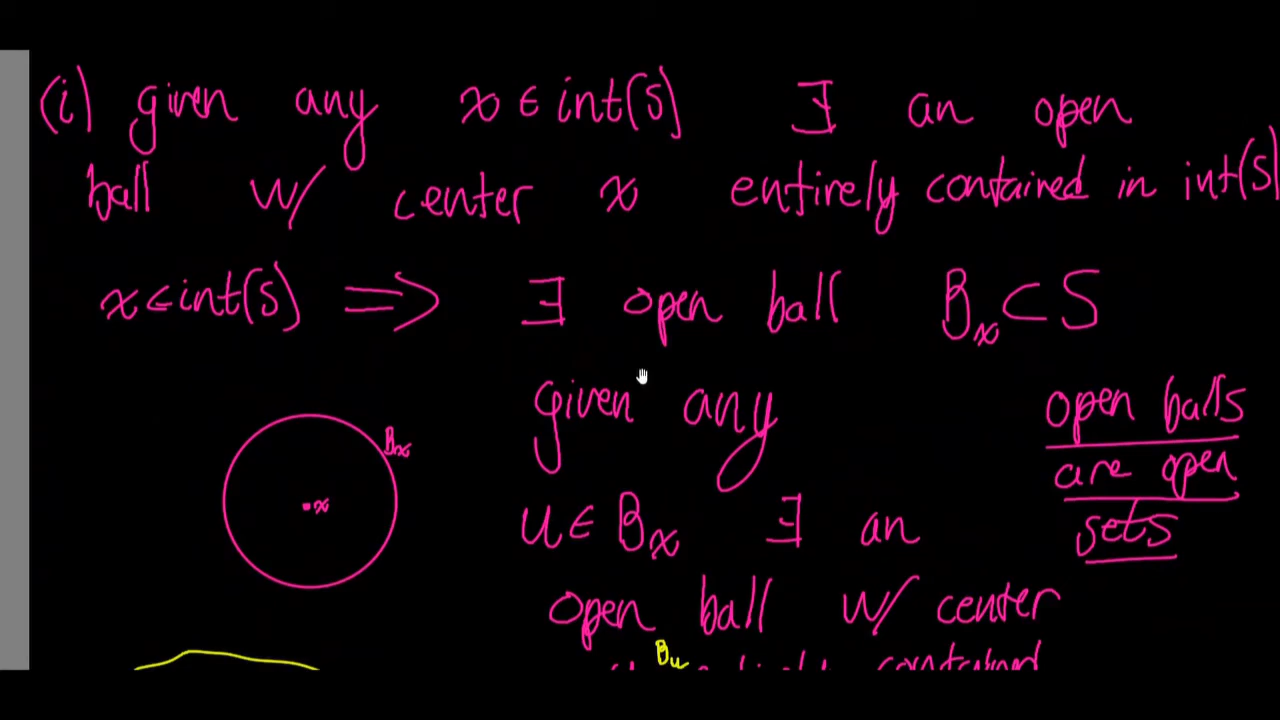 (i) given any x ∈ int(S) ∃ an open
ball w/ center x entirely contained in int(S)
x ∈ int(S) ⟹ ∃ open ball Bₓ ⊂ S
given any
Bₓ
x
open balls
are open
sets
u ∈ Bₓ ∃ an
open ball w/ center
Bᵤ
contained